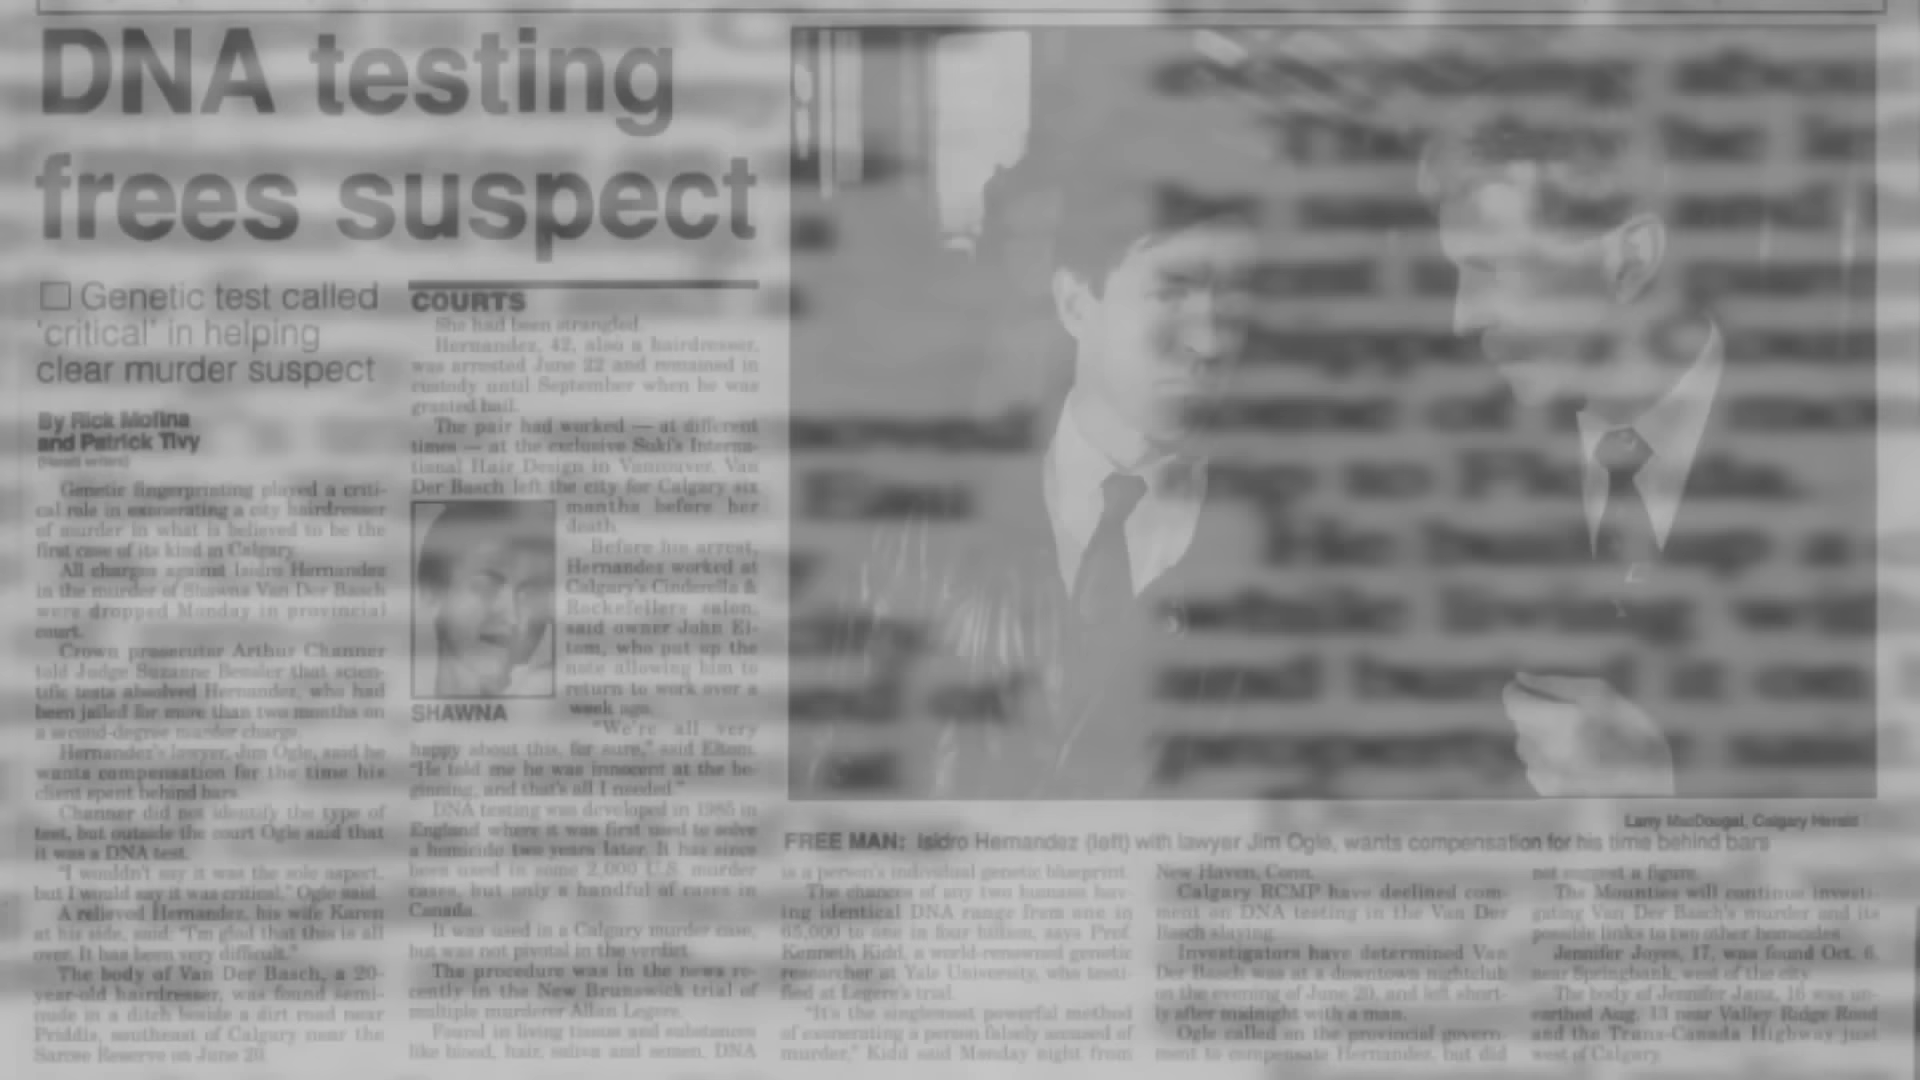 DNA testing
frees suspect
☐ Genetic test called
'critical' in helping
clear murder suspect
By Rick Mofina
and Patrick Tivy
(Herald writers)
Genetic fingerprinting played a criti-
cal role in exonerating a city hairdresser
of murder in what is believed to be the
first case of its kind in Calgary.
All charges against Isidro Hernandez
in the murder of Shawna Van Der Basch
were dropped Monday in provincial
court.
Crown prosecutor Arthur Channer
told Judge Suzanne Bensler that scien-
tific tests absolved Hernandez, who had
been jailed for more than two months on
a second-degree murder charge.
Hernandez's lawyer, Jim Ogle, said he
wants compensation for the time his
client spent behind bars.
Channer did not identify the type of
test, but outside the court Ogle said that
it was a DNA test.
"I wouldn't say it was the sole aspect,
but I would say it was critical," Ogle said.
A relieved Hernandez, his wife Karen
at his side, said: "I'm glad that this is all
over. It has been very difficult."
The body of Van Der Basch, a 20-
year-old hairdresser, was found semi-
nude in a ditch beside a dirt road near
Priddis, southeast of Calgary near the
Sarcee Reserve on June 20.
COURTS
She had been strangled.
Hernandez, 42, also a hairdresser,
was arrested June 22 and remained in
custody until September when he was
granted bail.
The pair had worked — at different
times — at the exclusive Suki's Interna-
tional Hair Design in Vancouver. Van
Der Basch left the city for Calgary six
months before her
death.
Before his arrest,
Hernandez worked at
Calgary's Cinderella &
Rockefellers salon,
said owner John El-
tom, who put up the
note allowing him to
return to work over a
week ago.
SHAWNA
"We're all very
happy about this, for sure," said Eltom.
"He told me he was innocent at the be-
ginning, and that's all I needed."
DNA testing was developed in 1985 in
England where it was first used to solve
a homicide two years later. It has since
been used in some 2,000 U.S. murder
cases, but only a handful of cases in
Canada.
It was used in a Calgary murder case,
but was not pivotal in the verdict.
The procedure was in the news re-
cently in the New Brunswick trial of
multiple murderer Allan Legere.
Found in living tissue and substances
like blood, hair, saliva and semen, DNA
Larry MacDougal, Calgary Herald
FREE MAN: Isidro Hernandez (left) with lawyer Jim Ogle, wants compensation for his time behind bars
is a person's individual genetic blueprint.
The chances of any two humans hav-
ing identical DNA range from one in
65,000 to one in four billion, says Prof.
Kenneth Kidd, a world-renowned genetic
researcher at Yale University, who testi-
fied at Legere's trial.
"It's the singlemost powerful method
of exonerating a person falsely accused of
murder," Kidd said Monday night from
New Haven, Conn.
Calgary RCMP have declined com-
ment on DNA testing in the Van Der
Basch slaying.
Investigators have determined Van
Der Basch was at a downtown nightclub
on the evening of June 20, and left short-
ly after midnight with a man.
Ogle called on the provincial govern-
ment to compensate Hernandez, but did
not suggest a figure.
The Mounties will continue investi-
gating Van Der Basch's murder and its
possible links to two other homicides.
Jennifer Joyes, 17, was found Oct. 6,
near Springbank, west of the city.
The body of Jennifer Janz, 16 was un-
earthed Aug. 13 near Valley Ridge Road
and the Trans-Canada Highway just
west of Calgary.